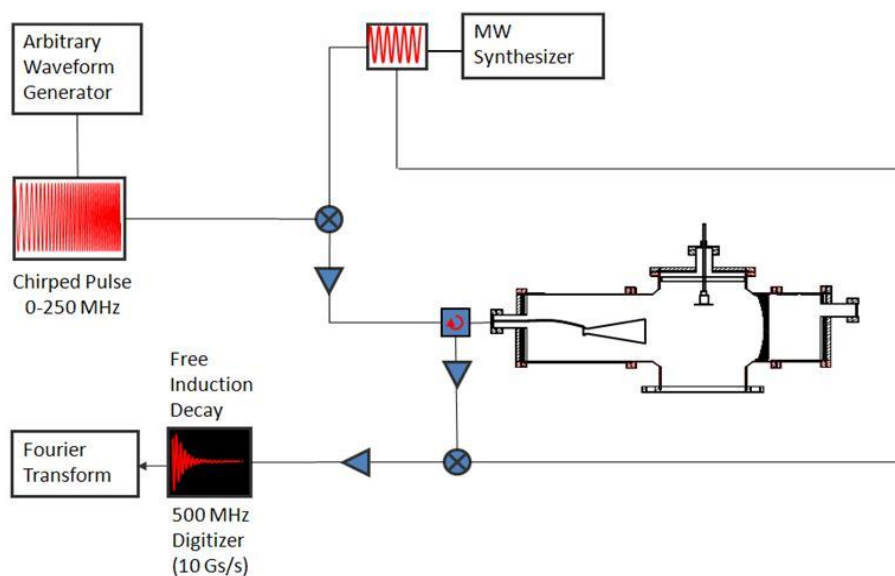 Arbitrary
Waveform
Generator
MW
Synthesizer
Chirped Pulse
0-250 MHz
Free
Induction
Decay
Fourier
Transform
500 MHz
Digitizer
(10 Gs/s)